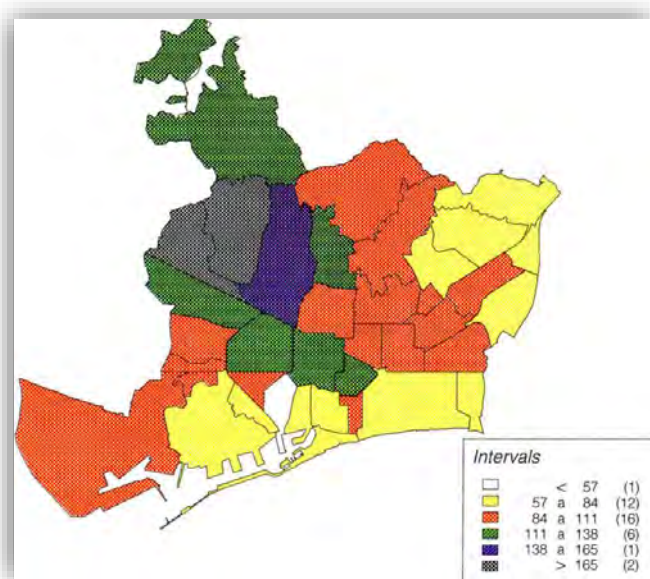 Intervals
< 57 (1)
57 a 84 (12)
84 a 111 (16)
111 a 138 (6)
138 a 165 (1)
> 165 (2)